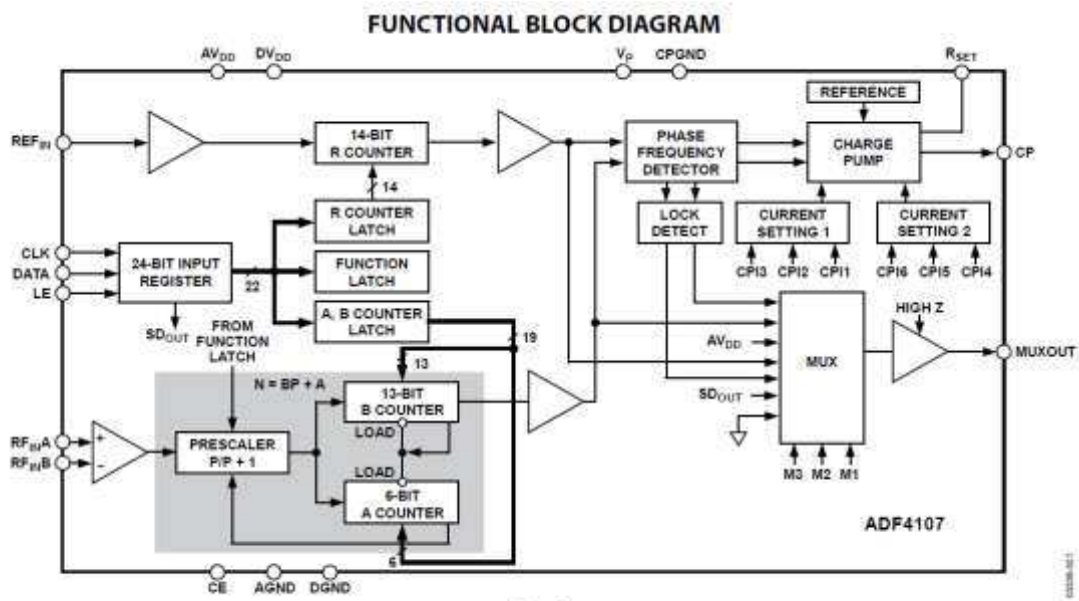 FUNCTIONAL BLOCK DIAGRAM
AVDD DVDD VP CPGND RSET
REFERENCE
REFIN
14-BIT
R COUNTER
PHASE
FREQUENCY
DETECTOR
CHARGE
PUMP
CP
14
R COUNTER
LATCH
LOCK
DETECT
CURRENT
SETTING 1
CURRENT
SETTING 2
CLK
DATA
LE
24-BIT INPUT
REGISTER
22
FUNCTION
LATCH
CPI3 CPI2 CPI1
CPI6 CPI5 CPI4
A, B COUNTER
LATCH
SDOUT
FROM
FUNCTION
LATCH
19
13
HIGH Z
AVDD
MUX
MUXOUT
SDOUT
N = BP + A
13-BIT
B COUNTER
LOAD
RFINA
RFINB
+
−
PRESCALER
P/P + 1
LOAD
6-BIT
A COUNTER
M3 M2 M1
6
ADF4107
CE AGND DGND